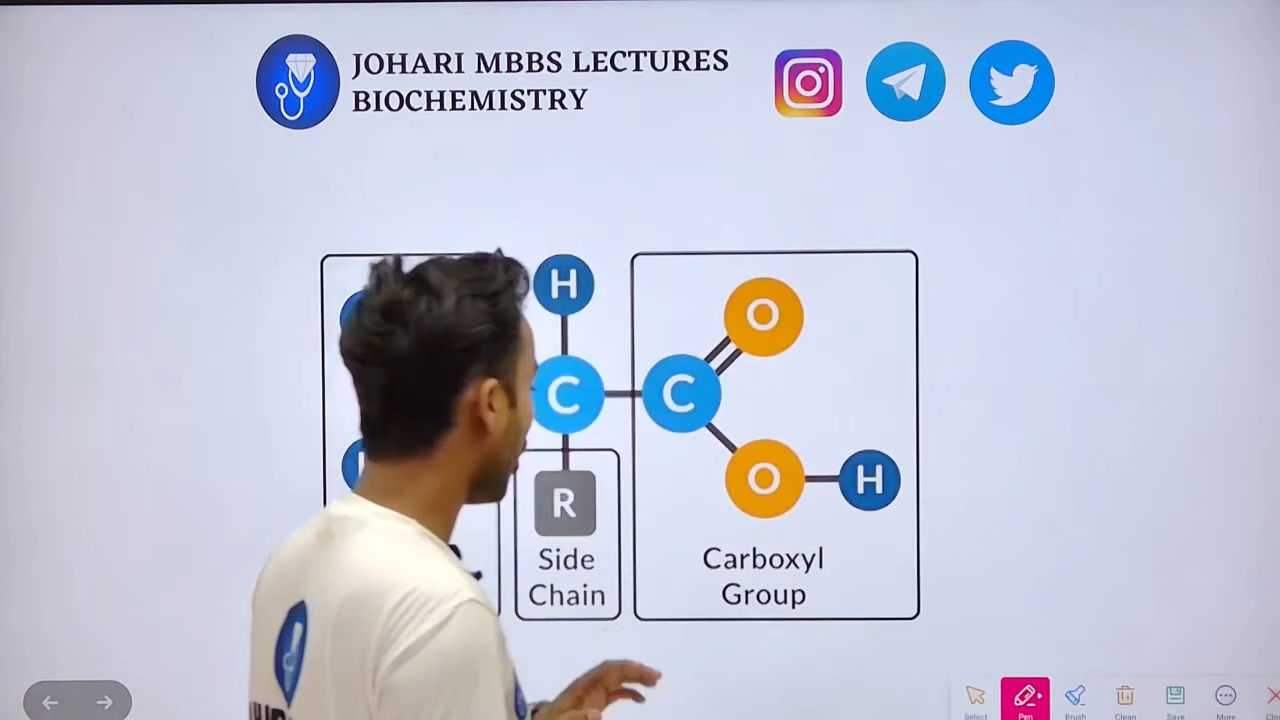 JOHARI MBBS LECTURES
BIOCHEMISTRY
H
O
C
C
O
H
R
Side
Chain
Carboxyl
Group
Select
Pen
Brush
Clean
Save
More